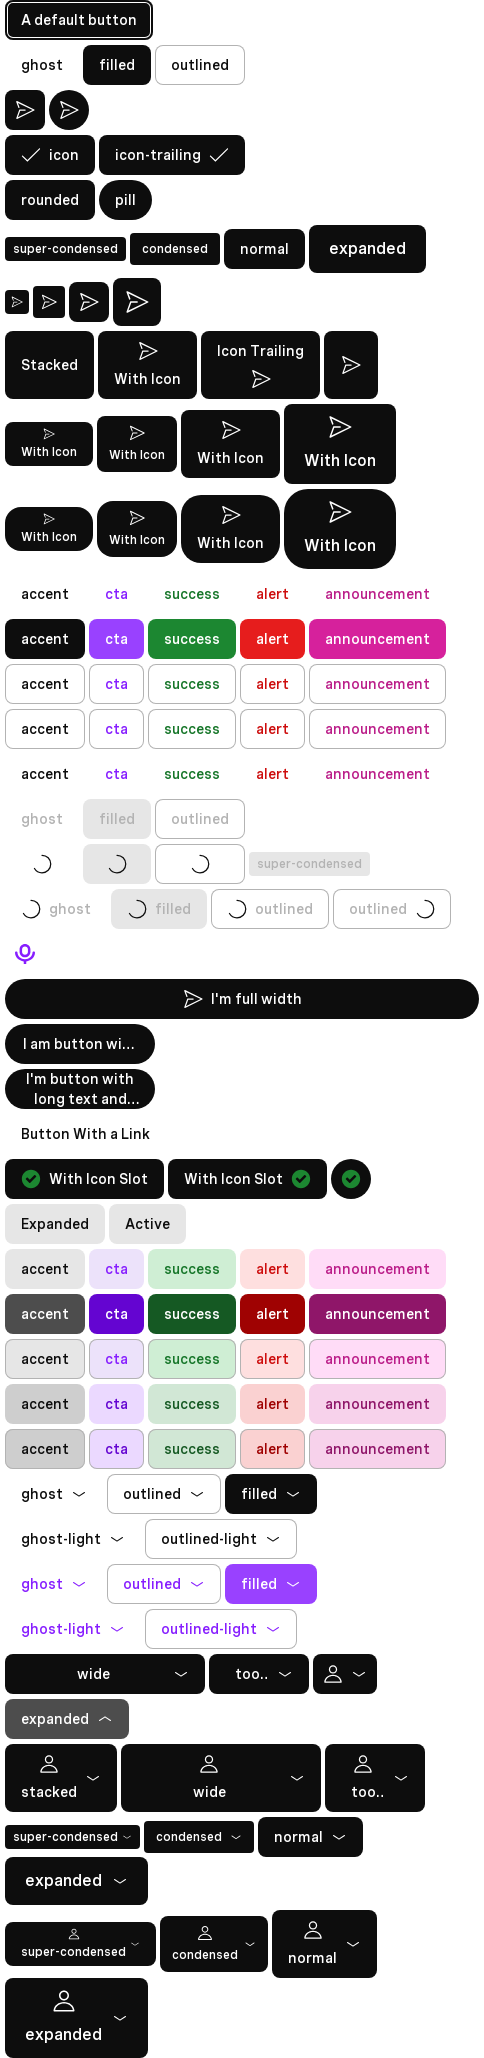 A default button
ghost filled outlined
icon icon-trailing
rounded pill
super-condensed condensed normal expanded
Stacked With Icon Icon Trailing
With Icon With Icon With Icon With Icon
With Icon With Icon With Icon With Icon
accent cta success alert announcement
accent cta success alert announcement
accent cta success alert announcement
accent cta success alert announcement
accent cta success alert announcement
ghost filled outlined
super-condensed
ghost filled outlined outlined
I'm full width
I am button wi...
I'm button with
long text and...
Button With a Link
With Icon Slot With Icon Slot
Expanded Active
accent cta success alert announcement
accent cta success alert announcement
accent cta success alert announcement
accent cta success alert announcement
accent cta success alert announcement
ghost outlined filled
ghost-light outlined-light
ghost outlined filled
ghost-light outlined-light
wide too..
expanded
stacked wide too..
super-condensed condensed normal
expanded
super-condensed condensed normal
expanded